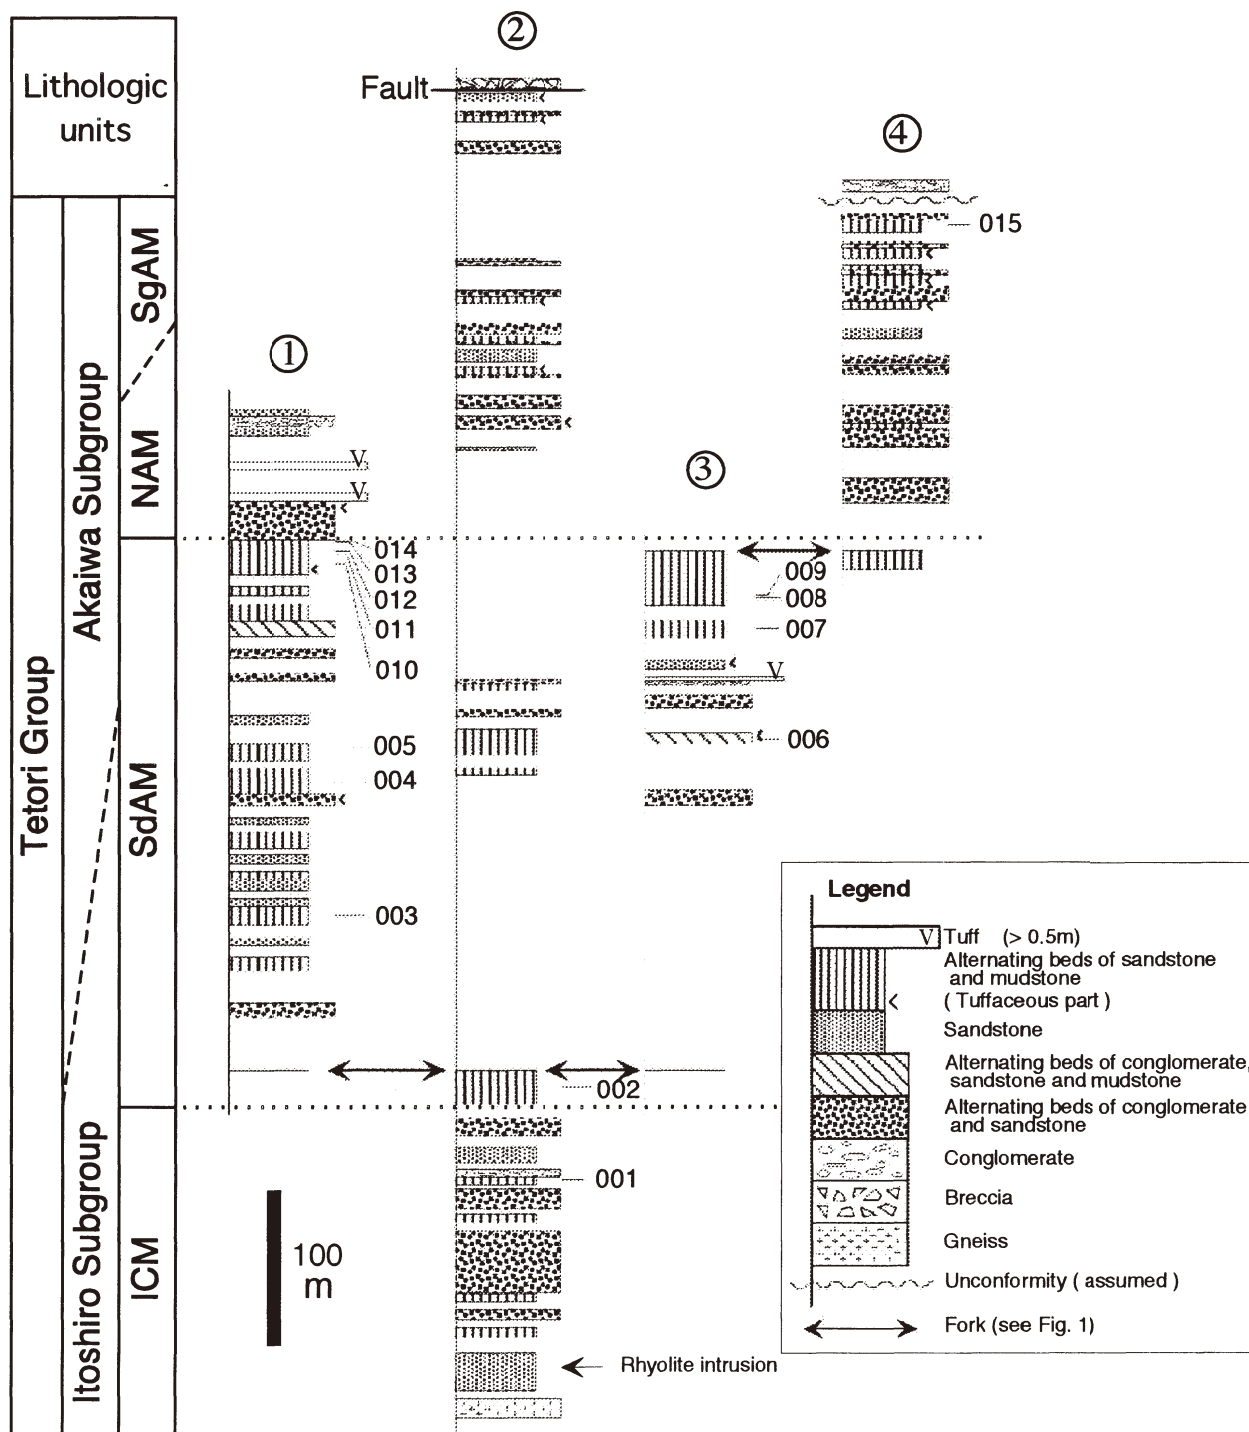 Lithologic
units
Tetori Group
Akaiwa Subgroup
Itoshiro Subgroup
SgAM
NAM
SdAM
ICM
①
V
V
014
013
012
011
010
005
004
003
100
m
②
Fault
002
001
Rhyolite intrusion
③
009
008
007
V
006
④
015
Legend
V Tuff (> 0.5m)
Alternating beds of sandstone
and mudstone
( Tuffaceous part )
Sandstone
Alternating beds of conglomerate,
sandstone and mudstone
Alternating beds of conglomerate
and sandstone
Conglomerate
Breccia
Gneiss
Unconformity ( assumed )
Fork (see Fig. 1)